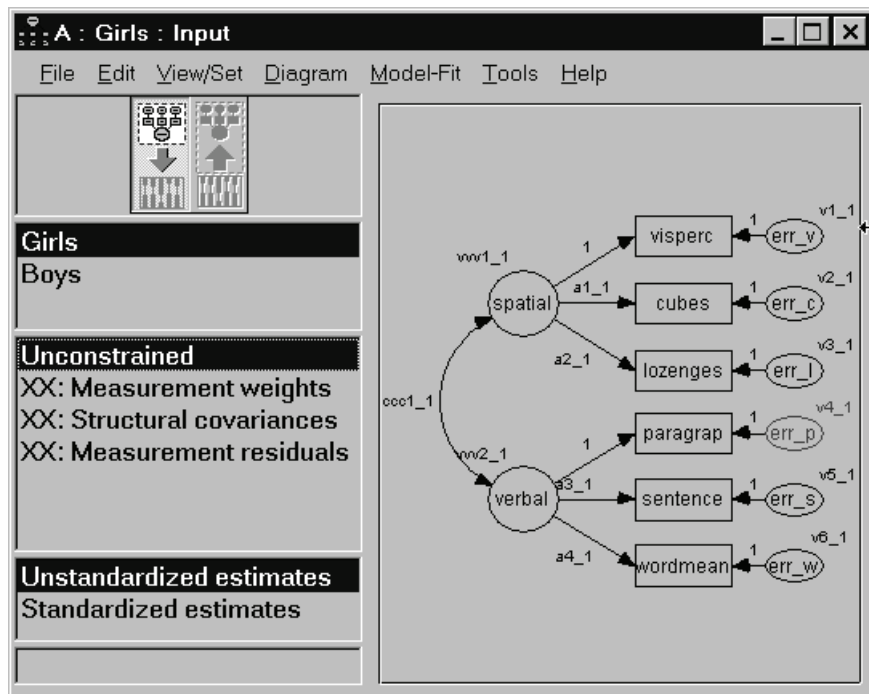 A : Girls : Input
File Edit View/Set Diagram Model-Fit Tools Help
Girls
Boys
Unconstrained
XX: Measurement weights
XX: Structural covariances
XX: Measurement residuals
Unstandardized estimates
Standardized estimates
v1_1
1 visperc 1 err_v
vvv1_1
v2_1
spatial a1_1 cubes 1 err_c
v3_1
a2_1 lozenges 1 err_l
ccc1_1
v4_1
1 paragrap 1 err_p
vvv2_1
v5_1
verbal a3_1 sentence 1 err_s
v6_1
a4_1 wordmean 1 err_w